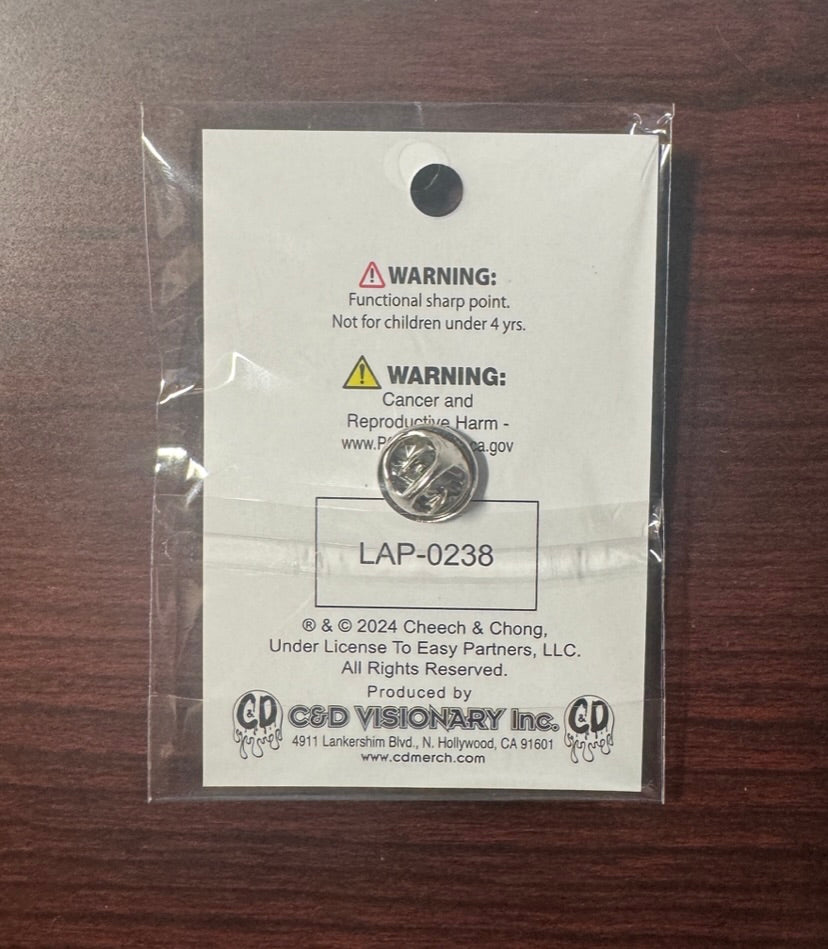 WARNING:
Functional sharp point.
Not for children under 4 yrs.
WARNING:
Cancer and
Reproductive Harm -
LAP-0238
® & © 2024 Cheech & Chong,
Under License To Easy Partners, LLC.
All Rights Reserved.
Produced by
C&D C&D VISIONARY Inc. C&D
4911 Lankershim Blvd., N. Hollywood, CA 91601
www.cdmerch.com